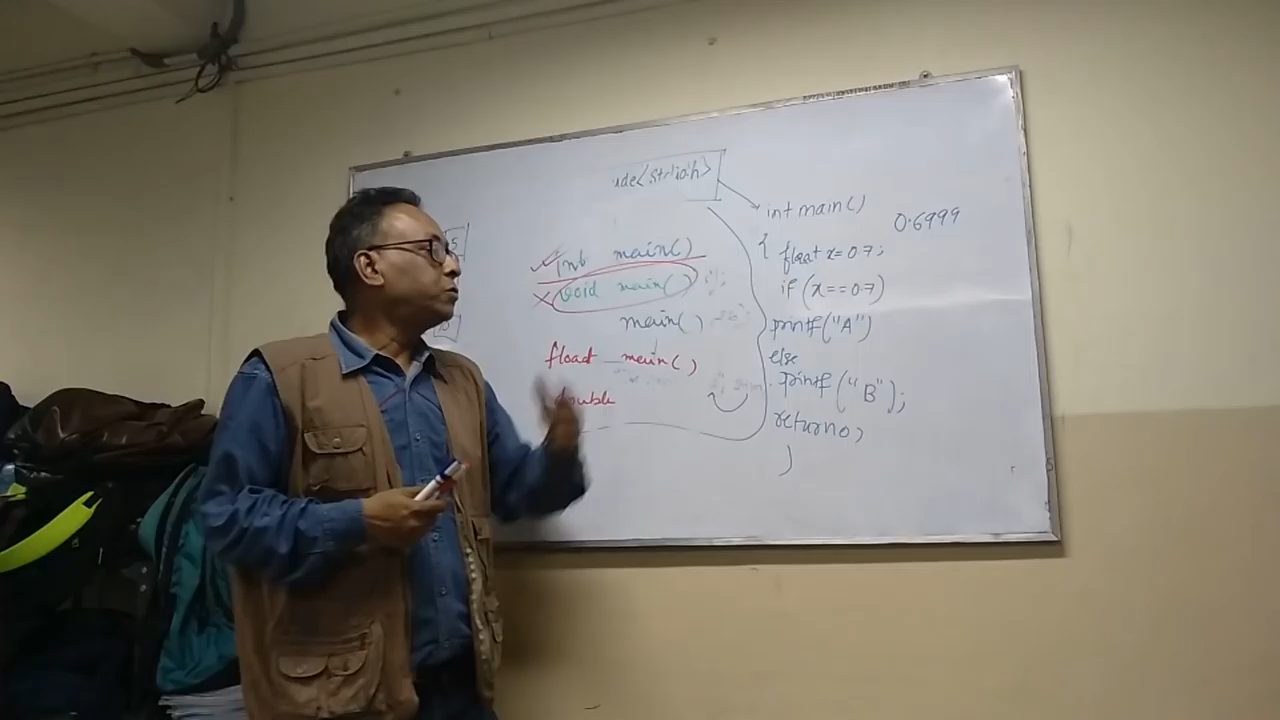 ude<stdio.h>
int main()
void main()
main()
float main()
double
int main()
0.6999
{ float x=0.7;
if (x==0.7)
printf("A")
else
printf("B");
return 0;
}